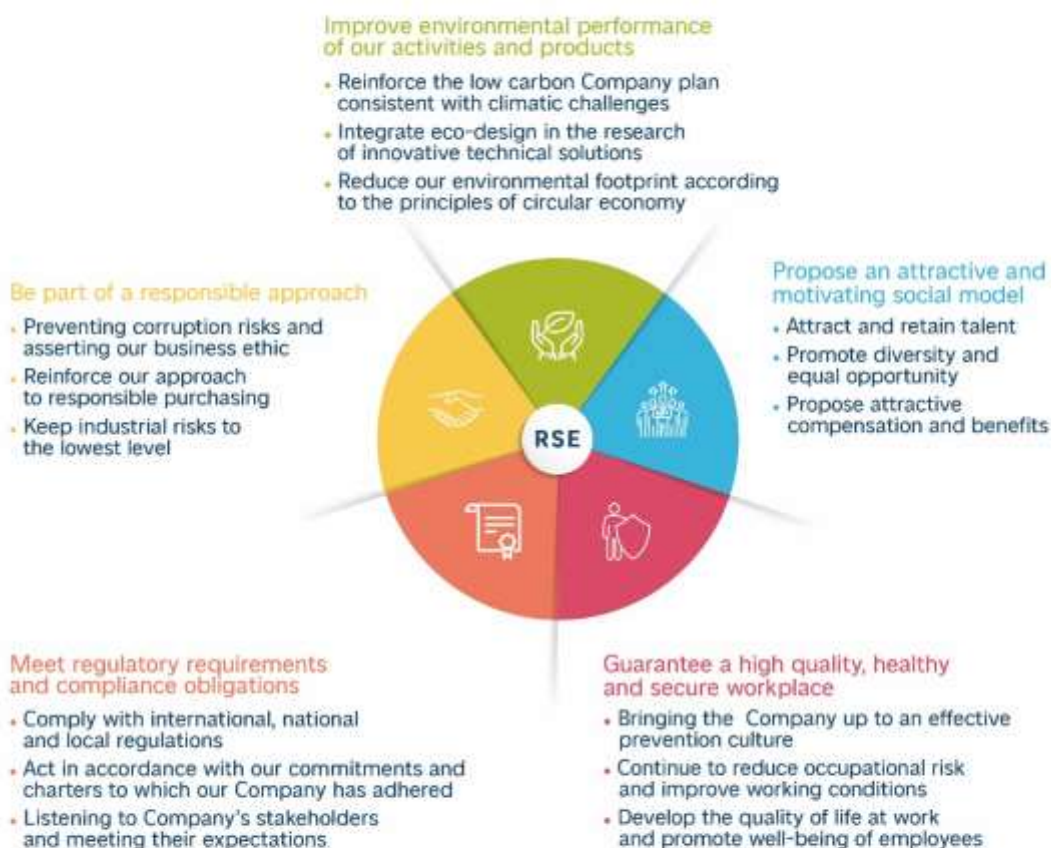 Improve environmental performance
of our activities and products
• Reinforce the low carbon Company plan
consistent with climatic challenges
• Integrate eco-design in the research
of innovative technical solutions
• Reduce our environmental footprint according
to the principles of circular economy
Be part of a responsible approach
• Preventing corruption risks and
asserting our business ethic
• Reinforce our approach
to responsible purchasing
• Keep industrial risks to
the lowest level
Propose an attractive and
motivating social model
• Attract and retain talent
• Promote diversity and
equal opportunity
• Propose attractive
compensation and benefits
RSE
Meet regulatory requirements
and compliance obligations
• Comply with international, national
and local regulations
• Act in accordance with our commitments and
charters to which our Company has adhered
• Listening to Company's stakeholders
and meeting their expectations
Guarantee a high quality, healthy
and secure workplace
• Bringing the Company up to an effective
prevention culture
• Continue to reduce occupational risk
and improve working conditions
• Develop the quality of life at work
and promote well-being of employees